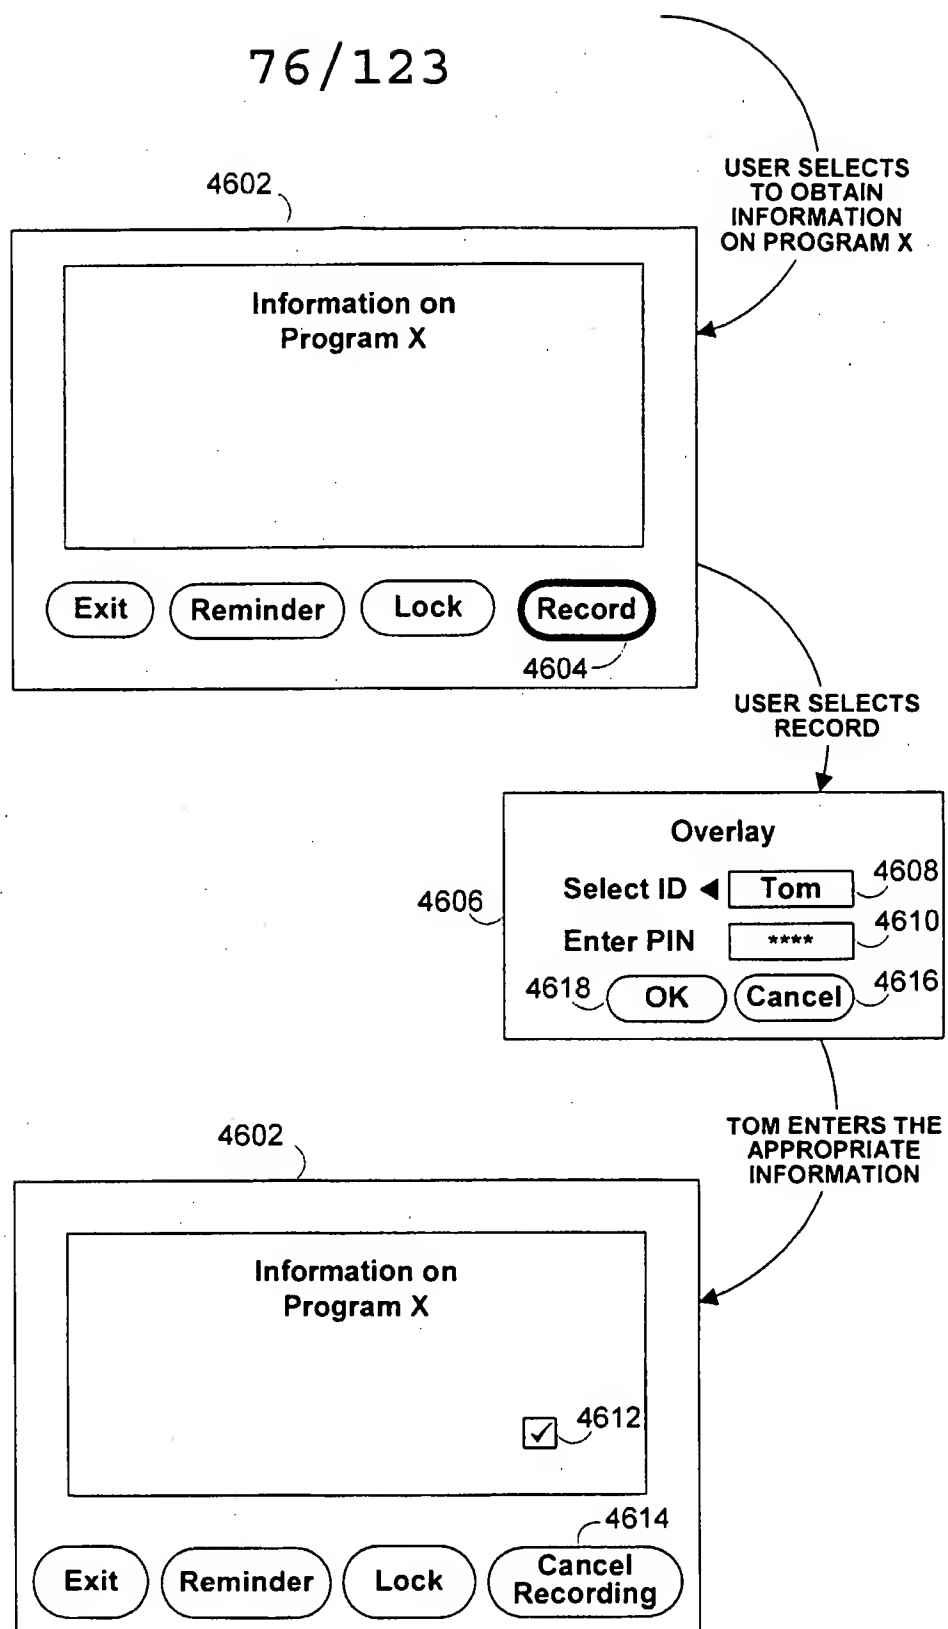 76/123
USER SELECTS
TO OBTAIN
INFORMATION
ON PROGRAM X
4602
Information on
Program X
Exit Reminder Lock Record
4604
USER SELECTS
RECORD
Overlay
4606 Select ID ◀ Tom 4608
Enter PIN **** 4610
4618 OK Cancel 4616
TOM ENTERS THE
APPROPRIATE
INFORMATION
4602
Information on
Program X
4612
4614
Exit Reminder Lock Cancel
Recording